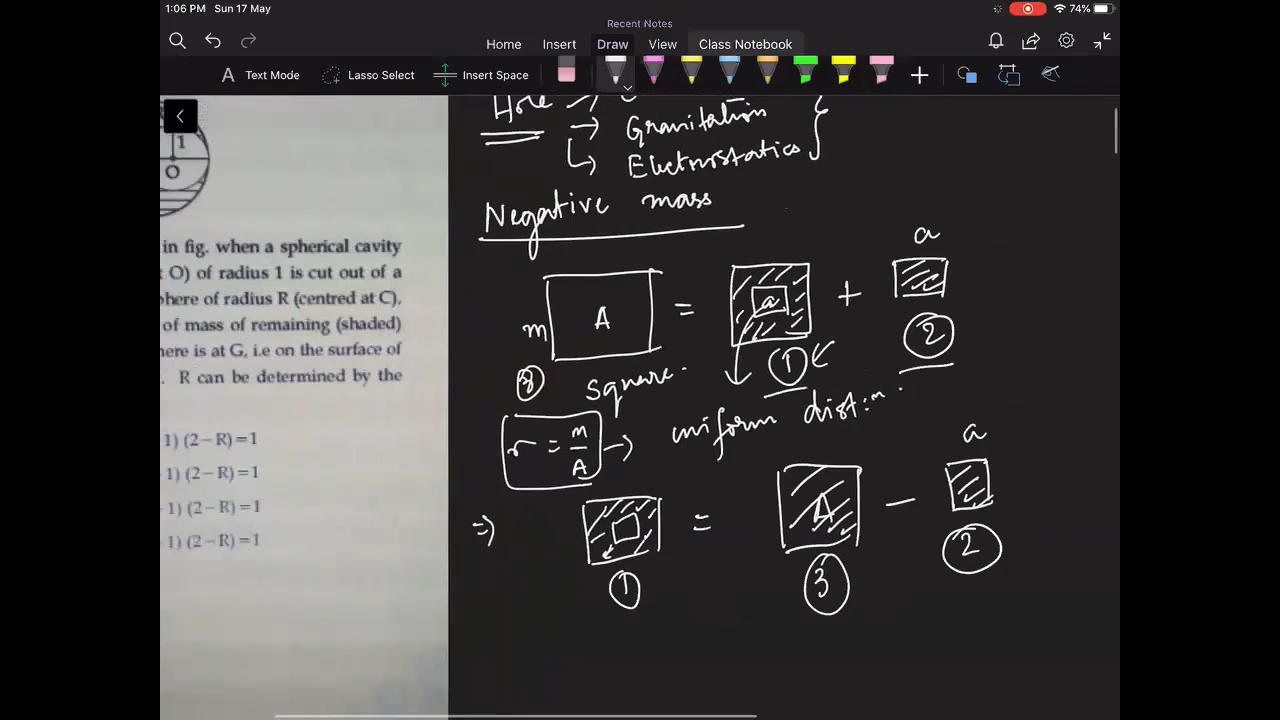 1:06 PM Sun 17 May
74%
Recent Notes
Home Insert Draw View Class Notebook
Text Mode Lasso Select Insert Space
1
O
in fig. when a spherical cavity
O) of radius 1 is cut out of a
here of radius R (centred at C),
of mass of remaining (shaded)
here is at G, i.e on the surface of
R can be determined by the
1) (2–R)=1
1) (2–R)=1
1) (2–R)=1
1) (2–R)=1
Hole →
→ Gravitation
↳ Electrostatics }
Negative mass
a
m A = a +
① ②
③ square.
σ = m/A → uniform distⁿ.
a
⇒ = A −
① ③ ②